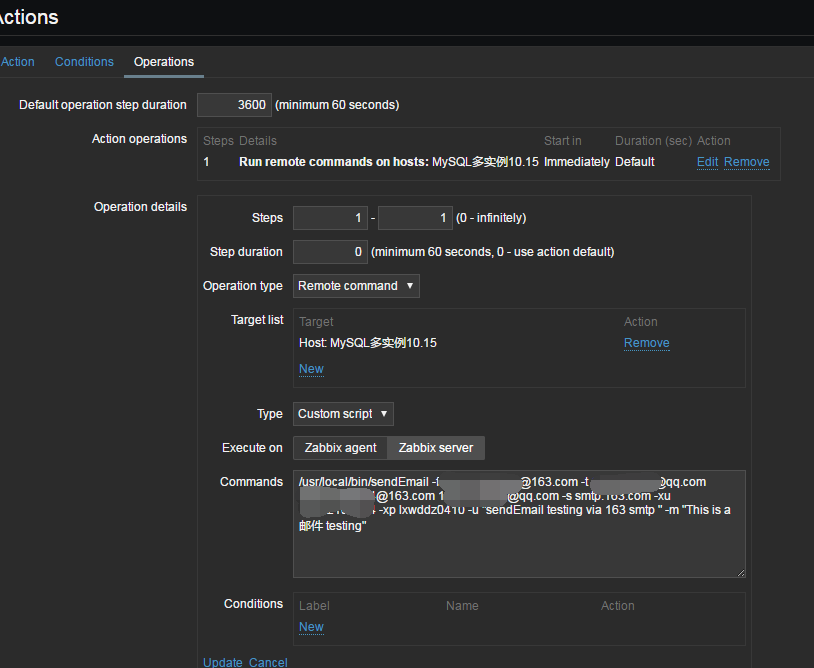 Actions
Action Conditions Operations
Default operation step duration 3600 (minimum 60 seconds)
Action operations Steps Details Start in Duration (sec) Action
1 Run remote commands on hosts: MySQL多实例10.15 Immediately Default Edit Remove
Operation details
Steps 1 - 1 (0 - infinitely)
Step duration 0 (minimum 60 seconds, 0 - use action default)
Operation type Remote command
Target list Target Action
Host: MySQL多实例10.15 Remove
New
Type Custom script
Execute on Zabbix agent Zabbix server
Commands /usr/local/bin/sendEmail -f @163.com -t @qq.com
@163.com @qq.com -s smtp.163.com -xu
-xp lxwddz0410 -u "sendEmail testing via 163 smtp " -m "This is a
邮件 testing"
Conditions Label Name Action
New
Update Cancel